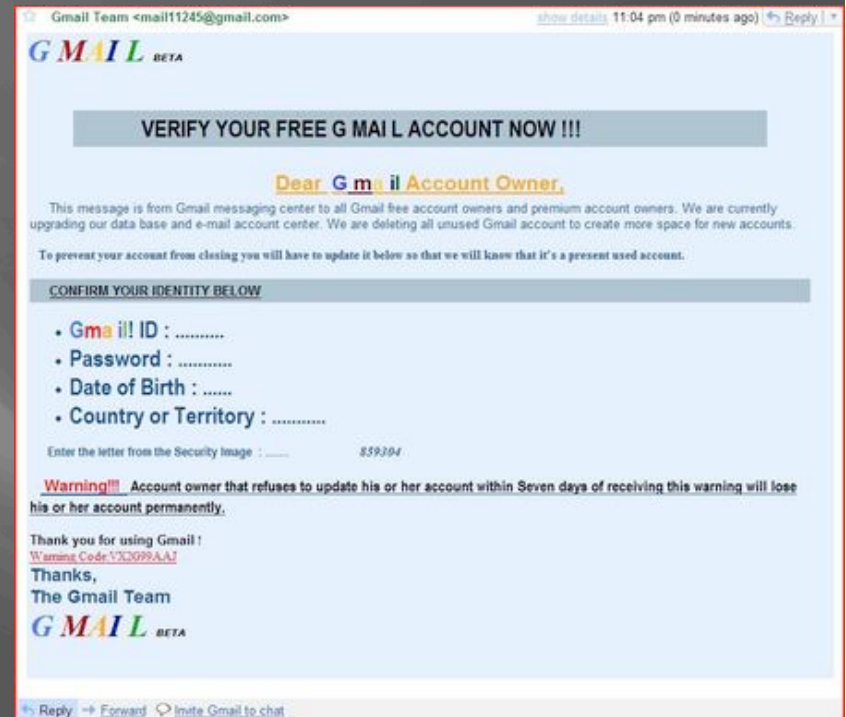 Gmail Team <mail11245@gmail.com>
show details 11:04 pm (0 minutes ago) Reply
G MAI L BETA
VERIFY YOUR FREE G MAI L ACCOUNT NOW !!!
Dear G m a il Account Owner,
This message is from Gmail messaging center to all Gmail free account owners and premium account owners. We are currently
upgrading our data base and e-mail account center. We are deleting all unused Gmail account to create more space for new accounts.
To prevent your account from closing you will have to update it below so that we will know that it's a present used account.
CONFIRM YOUR IDENTITY BELOW
• Gma il! ID : ..........
• Password : ...........
• Date of Birth : ......
• Country or Territory : ...........
Enter the letter from the Security Image : ....... 859304
Warning!!! Account owner that refuses to update his or her account within Seven days of receiving this warning will lose
his or her account permanently.
Thank you for using Gmail !
Warning Code:VX2G99AAJ
Thanks,
The Gmail Team
G MAI L BETA
Reply Forward Invite Gmail to chat